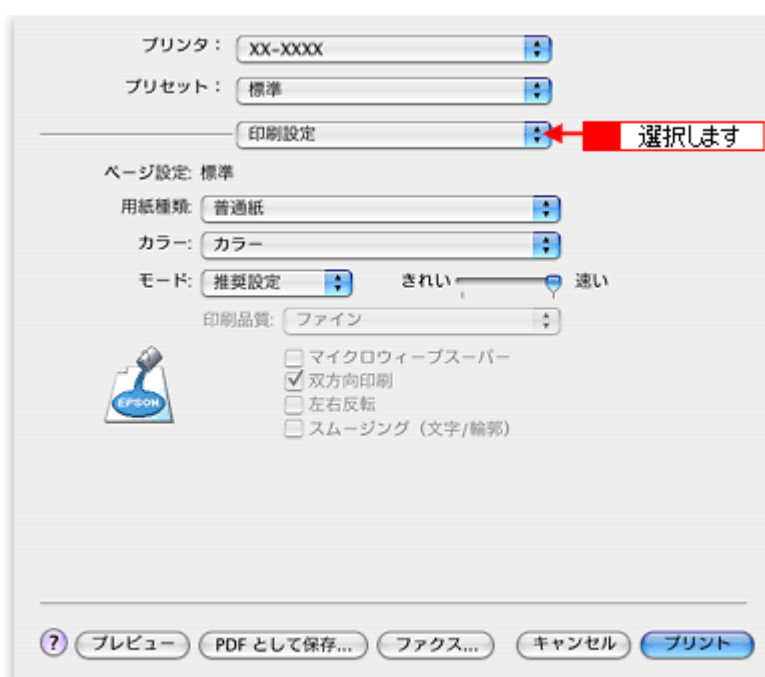 プリンタ： XX-XXXX
プリセット： 標準
印刷設定 選択します
ページ設定: 標準
用紙種類: 普通紙
カラー: カラー
モード: 推奨設定 きれい 速い
印刷品質: ファイン
マイクロウィーブスーパー
双方向印刷
左右反転
スムージング（文字/輪郭）
EPSON
? プレビュー PDF として保存... ファクス... キャンセル プリント